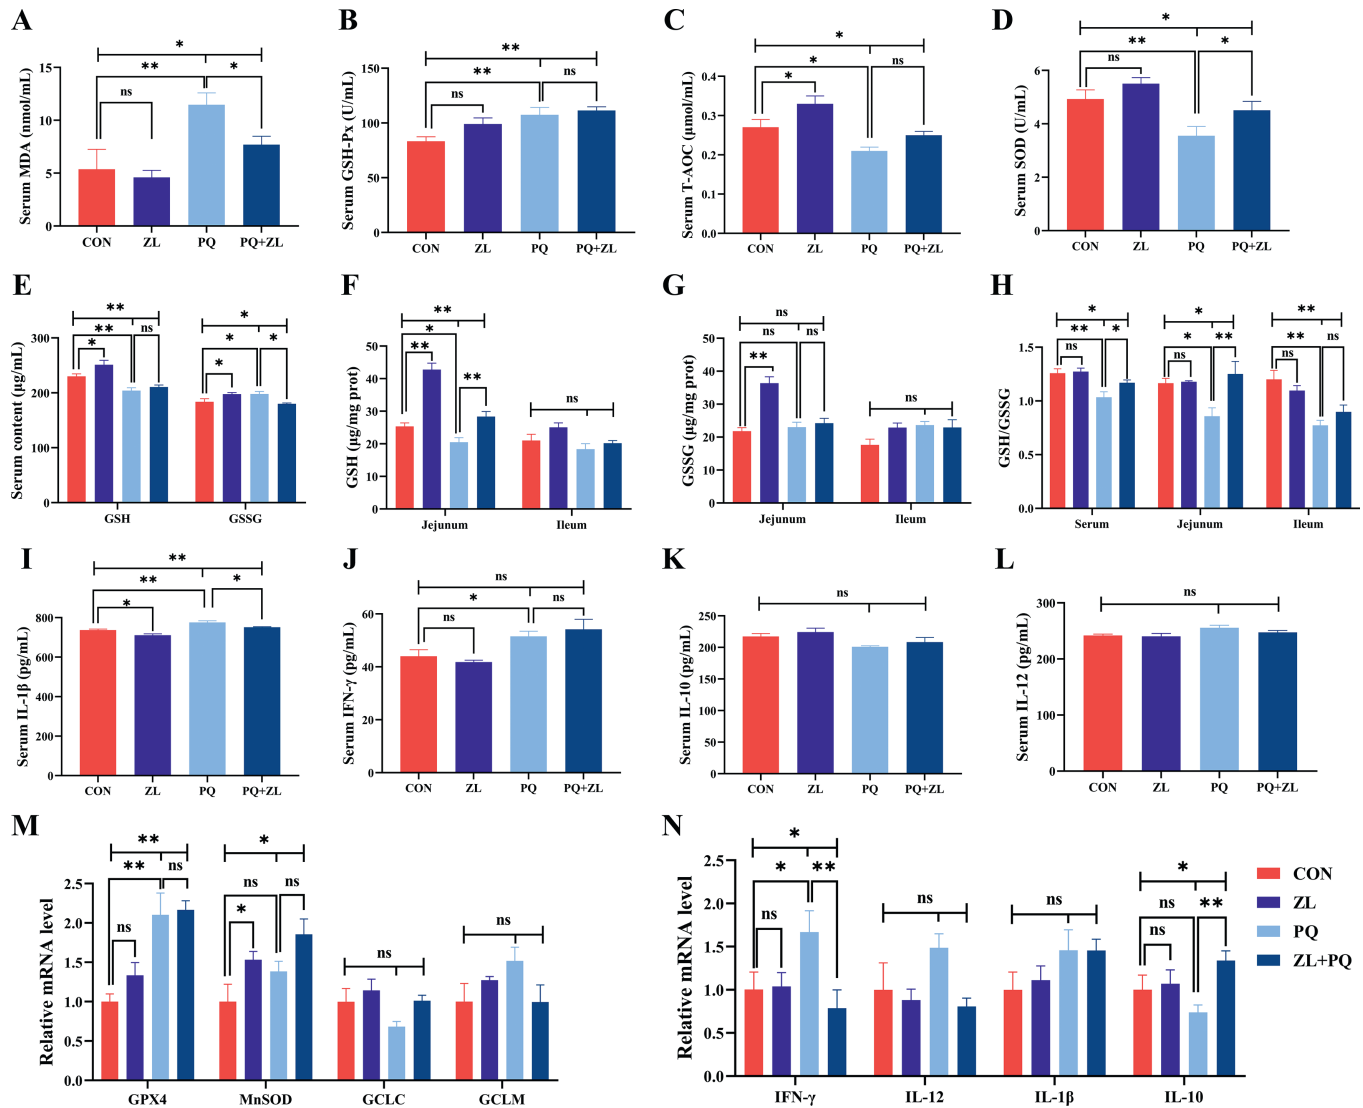 A
Serum MDA (nmol/mL)
15
10
5
0
*
**
*
ns
CON ZL PQ PQ+ZL
B
Serum GSH-Px (U/mL)
150
100
50
0
**
**
ns
ns
CON ZL PQ PQ+ZL
C
Serum T-AOC (μmol/mL)
0.4
0.3
0.2
0.1
0.0
*
*
ns
*
CON ZL PQ PQ+ZL
D
Serum SOD (U/mL)
6
4
2
0
*
**
*
ns
CON ZL PQ PQ+ZL
E
Serum content (μg/mL)
300
200
100
0
**
**
ns
*
*
*
*
*
GSH GSSG
F
GSH (μg/mg prot)
50
40
30
20
10
0
**
*
**
**
ns
Jejunum Ileum
G
GSSG (μg/mg prot)
50
40
30
20
10
0
ns
ns
ns
**
ns
Jejunum Ileum
H
GSH/GSSG
1.5
1.0
0.5
0.0
*
**
*
ns
*
*
**
ns
**
**
ns
ns
Serum Jejunum Ileum
I
Serum IL-1β (pg/mL)
800
600
400
200
0
**
**
*
*
CON ZL PQ PQ+ZL
J
Serum IFN-γ (pg/mL)
60
40
20
0
ns
*
ns
ns
CON ZL PQ PQ+ZL
K
Serum IL-10 (pg/mL)
250
200
150
100
50
0
ns
CON ZL PQ PQ+ZL
L
Serum IL-12 (pg/mL)
300
200
100
0
ns
CON ZL PQ PQ+ZL
M
Relative mRNA level
2.5
2.0
1.5
1.0
0.5
0.0
**
**
ns
ns
*
ns
ns
*
ns
ns
GPX4 MnSOD GCLC GCLM
N
Relative mRNA level
2.5
2.0
1.5
1.0
0.5
0.0
*
*
**
ns
ns
ns
*
ns
**
ns
IFN-γ IL-12 IL-1β IL-10
CON
ZL
PQ
ZL+PQ